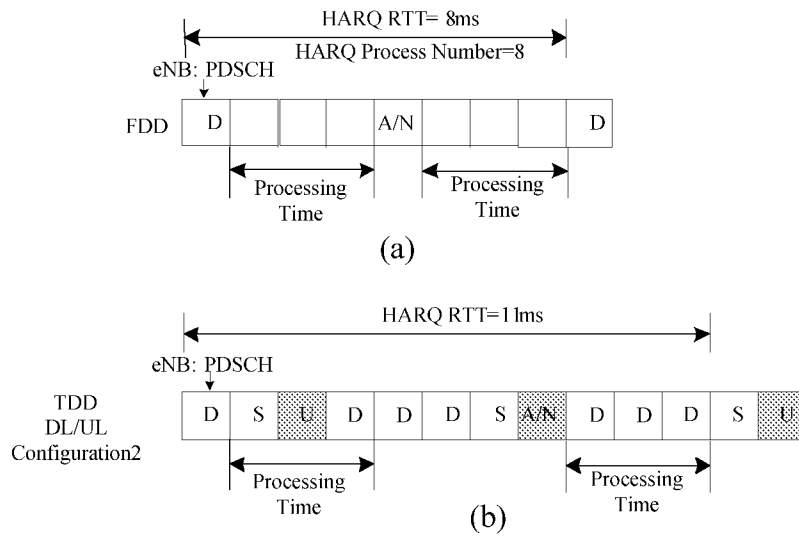 HARQ RTT= 8ms
HARQ Process Number=8
eNB: PDSCH
FDD
D A/N D
Processing
Time
Processing
Time
(a)
HARQ RTT=11ms
eNB: PDSCH
TDD
DL/UL
Configuration2
D S U D D D S A/N D D D S U
Processing
Time
Processing
Time
(b)